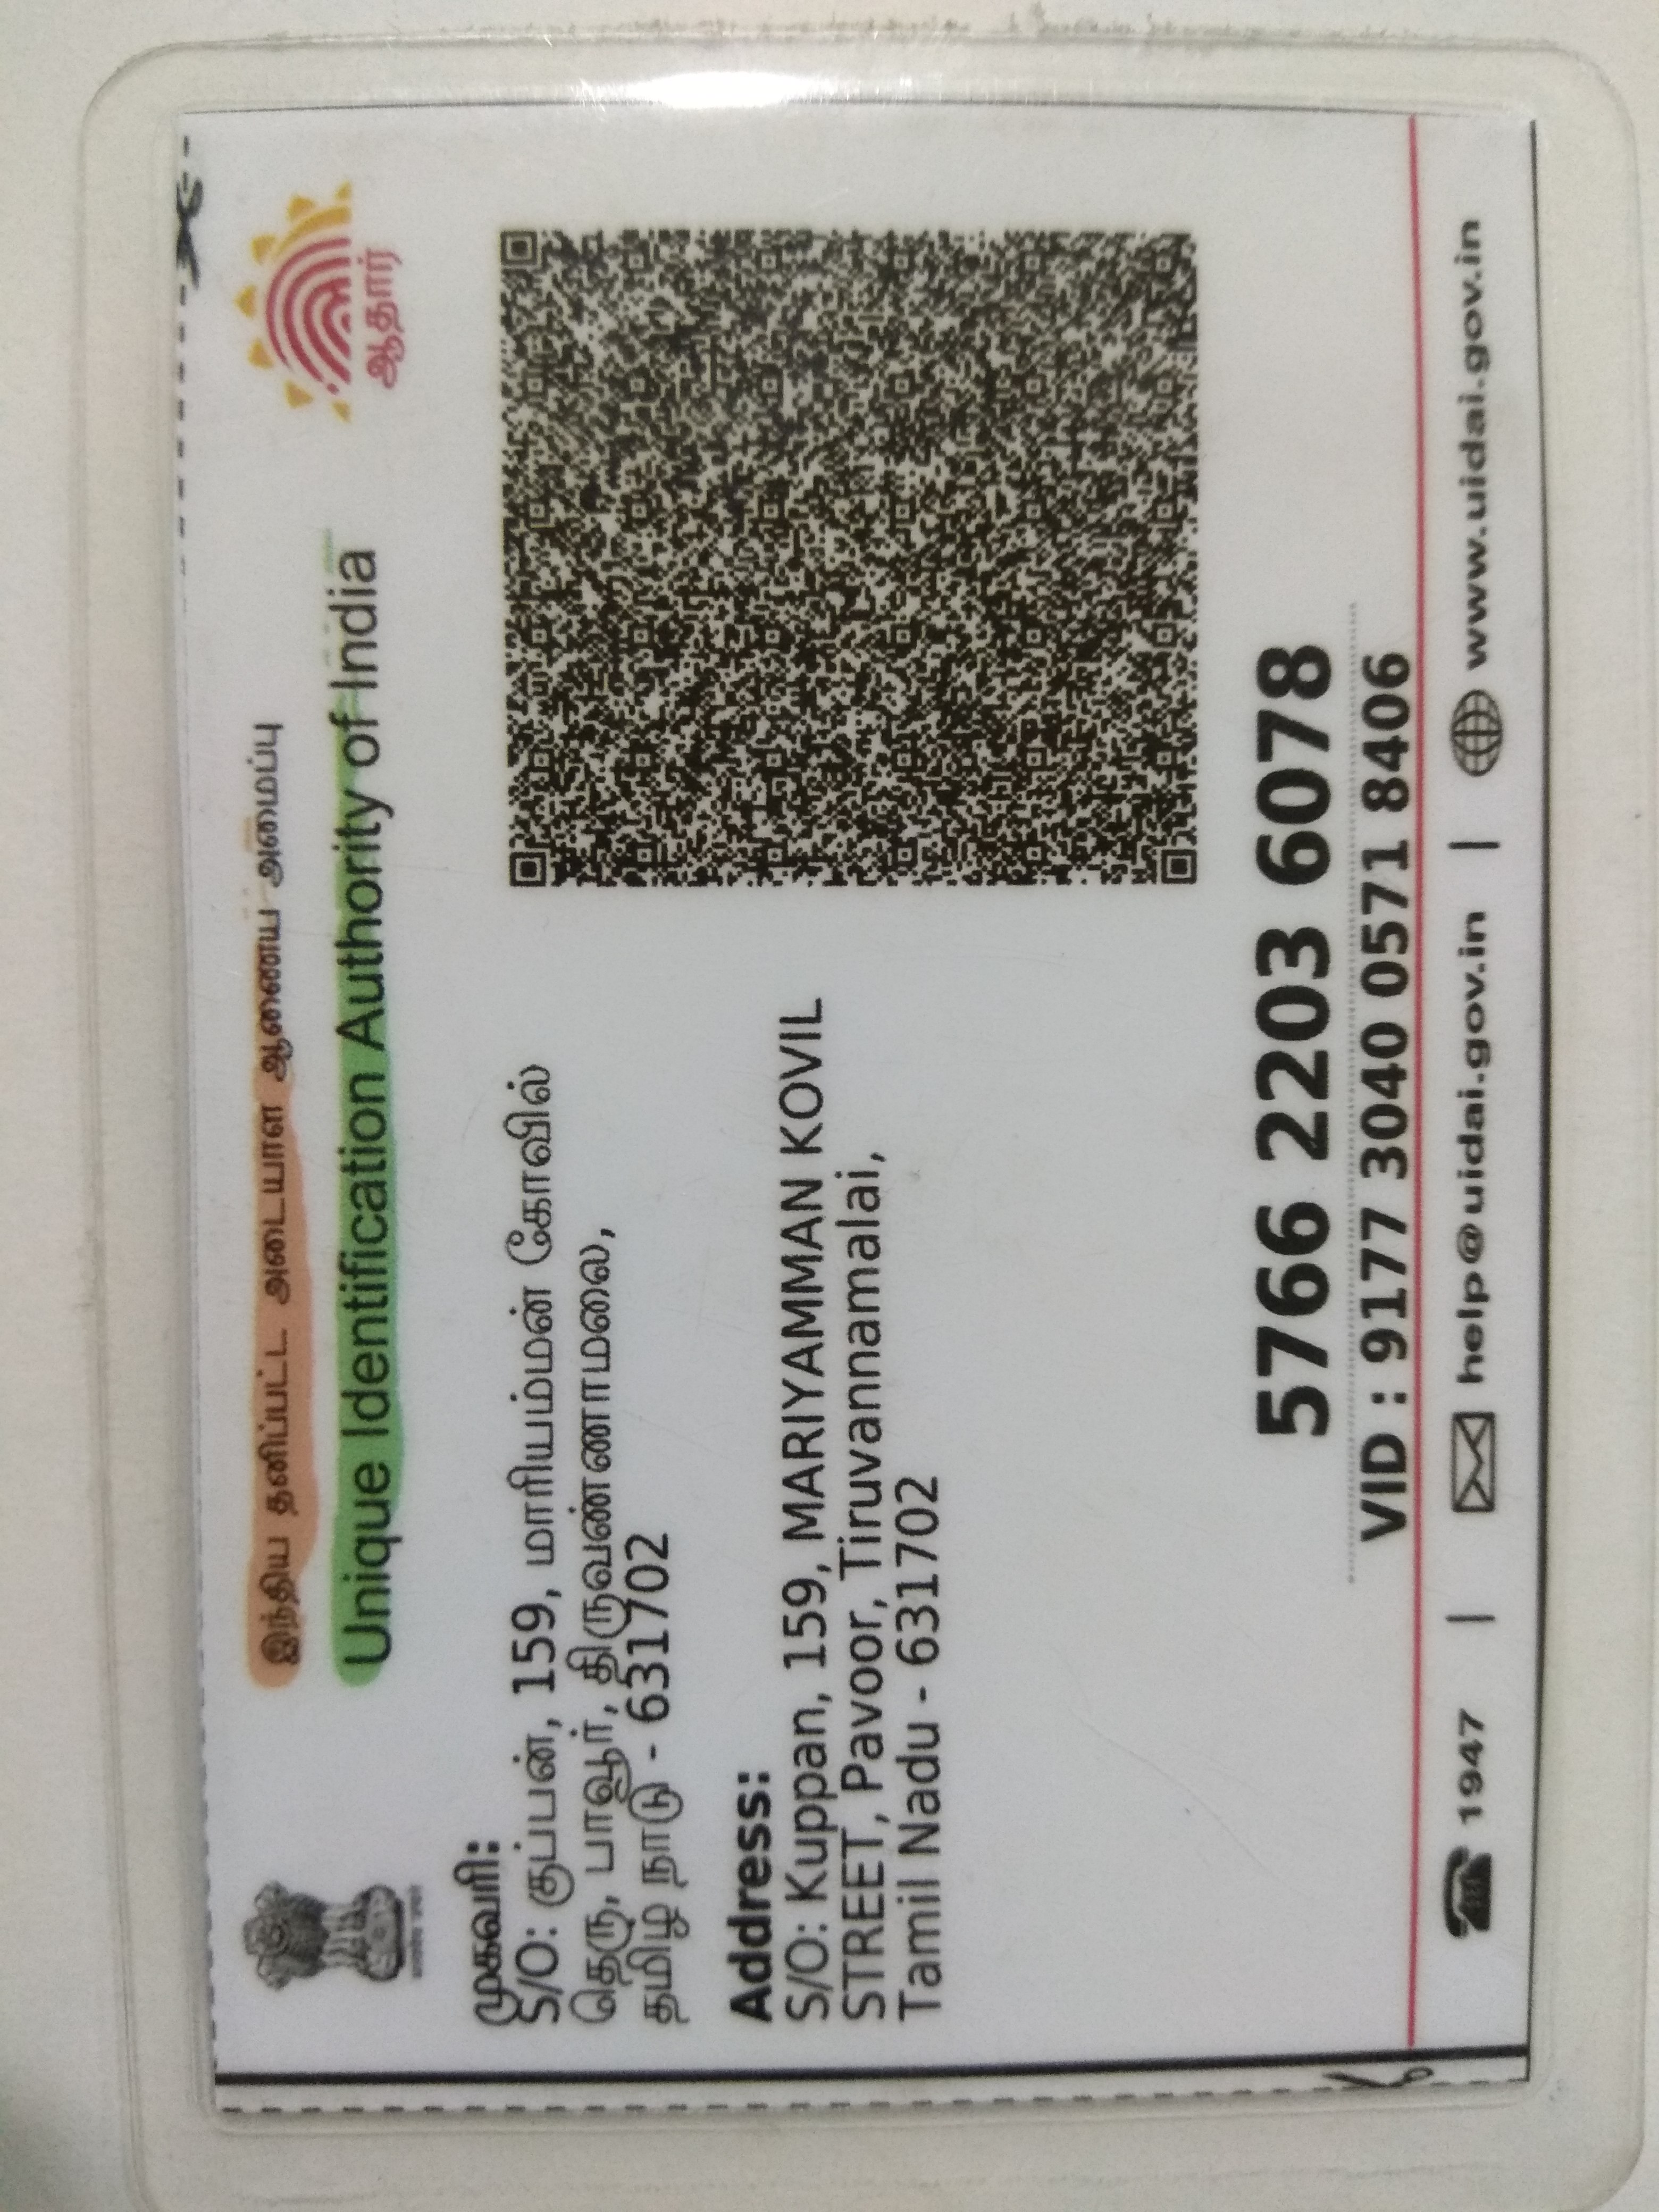 இந்திய தனிப்பட்ட அடையாள ஆணைய அமைப்பு
Unique Identification Authority of India
ஆதார்
முகவரி:
S/O: குப்பன், 159, மாரியம்மன் கோவில்
தெரு, பாவூர், திருவண்ணாமலை,
தமிழ் நாடு - 631702
Address:
S/O: Kuppan, 159, MARIYAMMAN KOVIL
STREET, Pavoor, Tiruvannamalai,
Tamil Nadu - 631702
5766 2203 6078
VID : 9177 3040 0571 8406
1947 | help@uidai.gov.in | www.uidai.gov.in